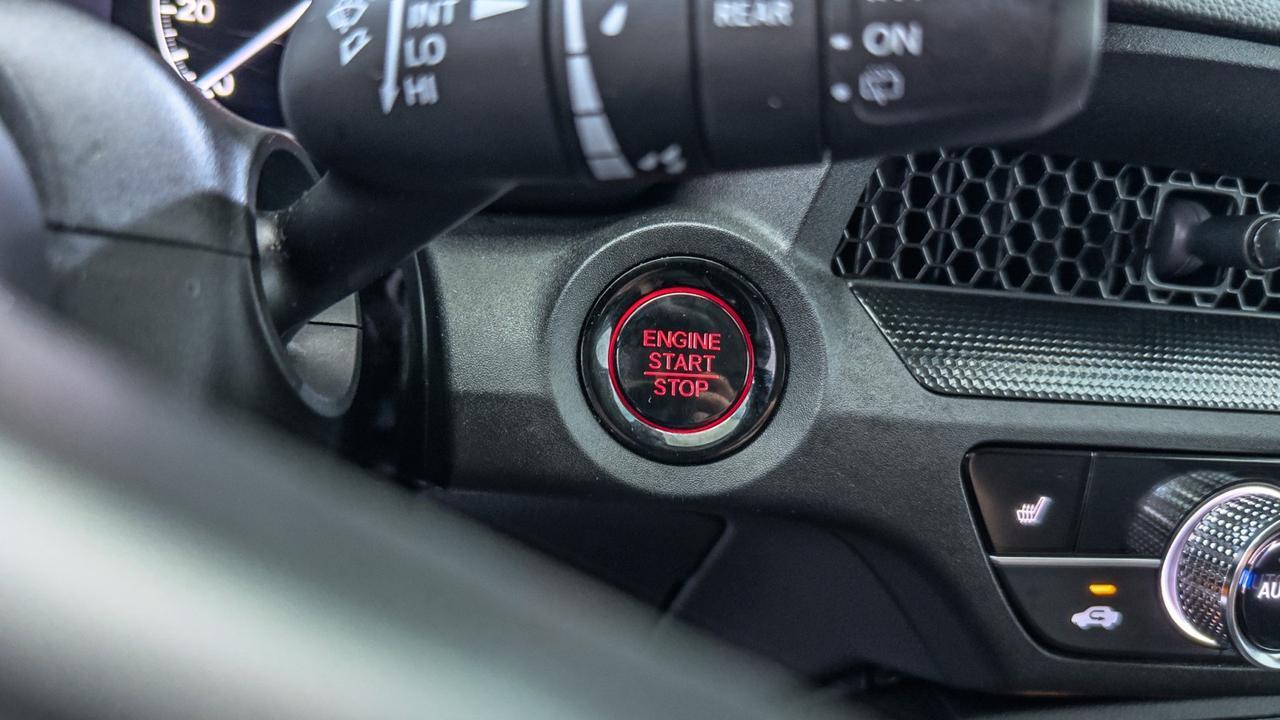 20
INT
LO
HI
REAR
ON
ENGINE
START
STOP
AU